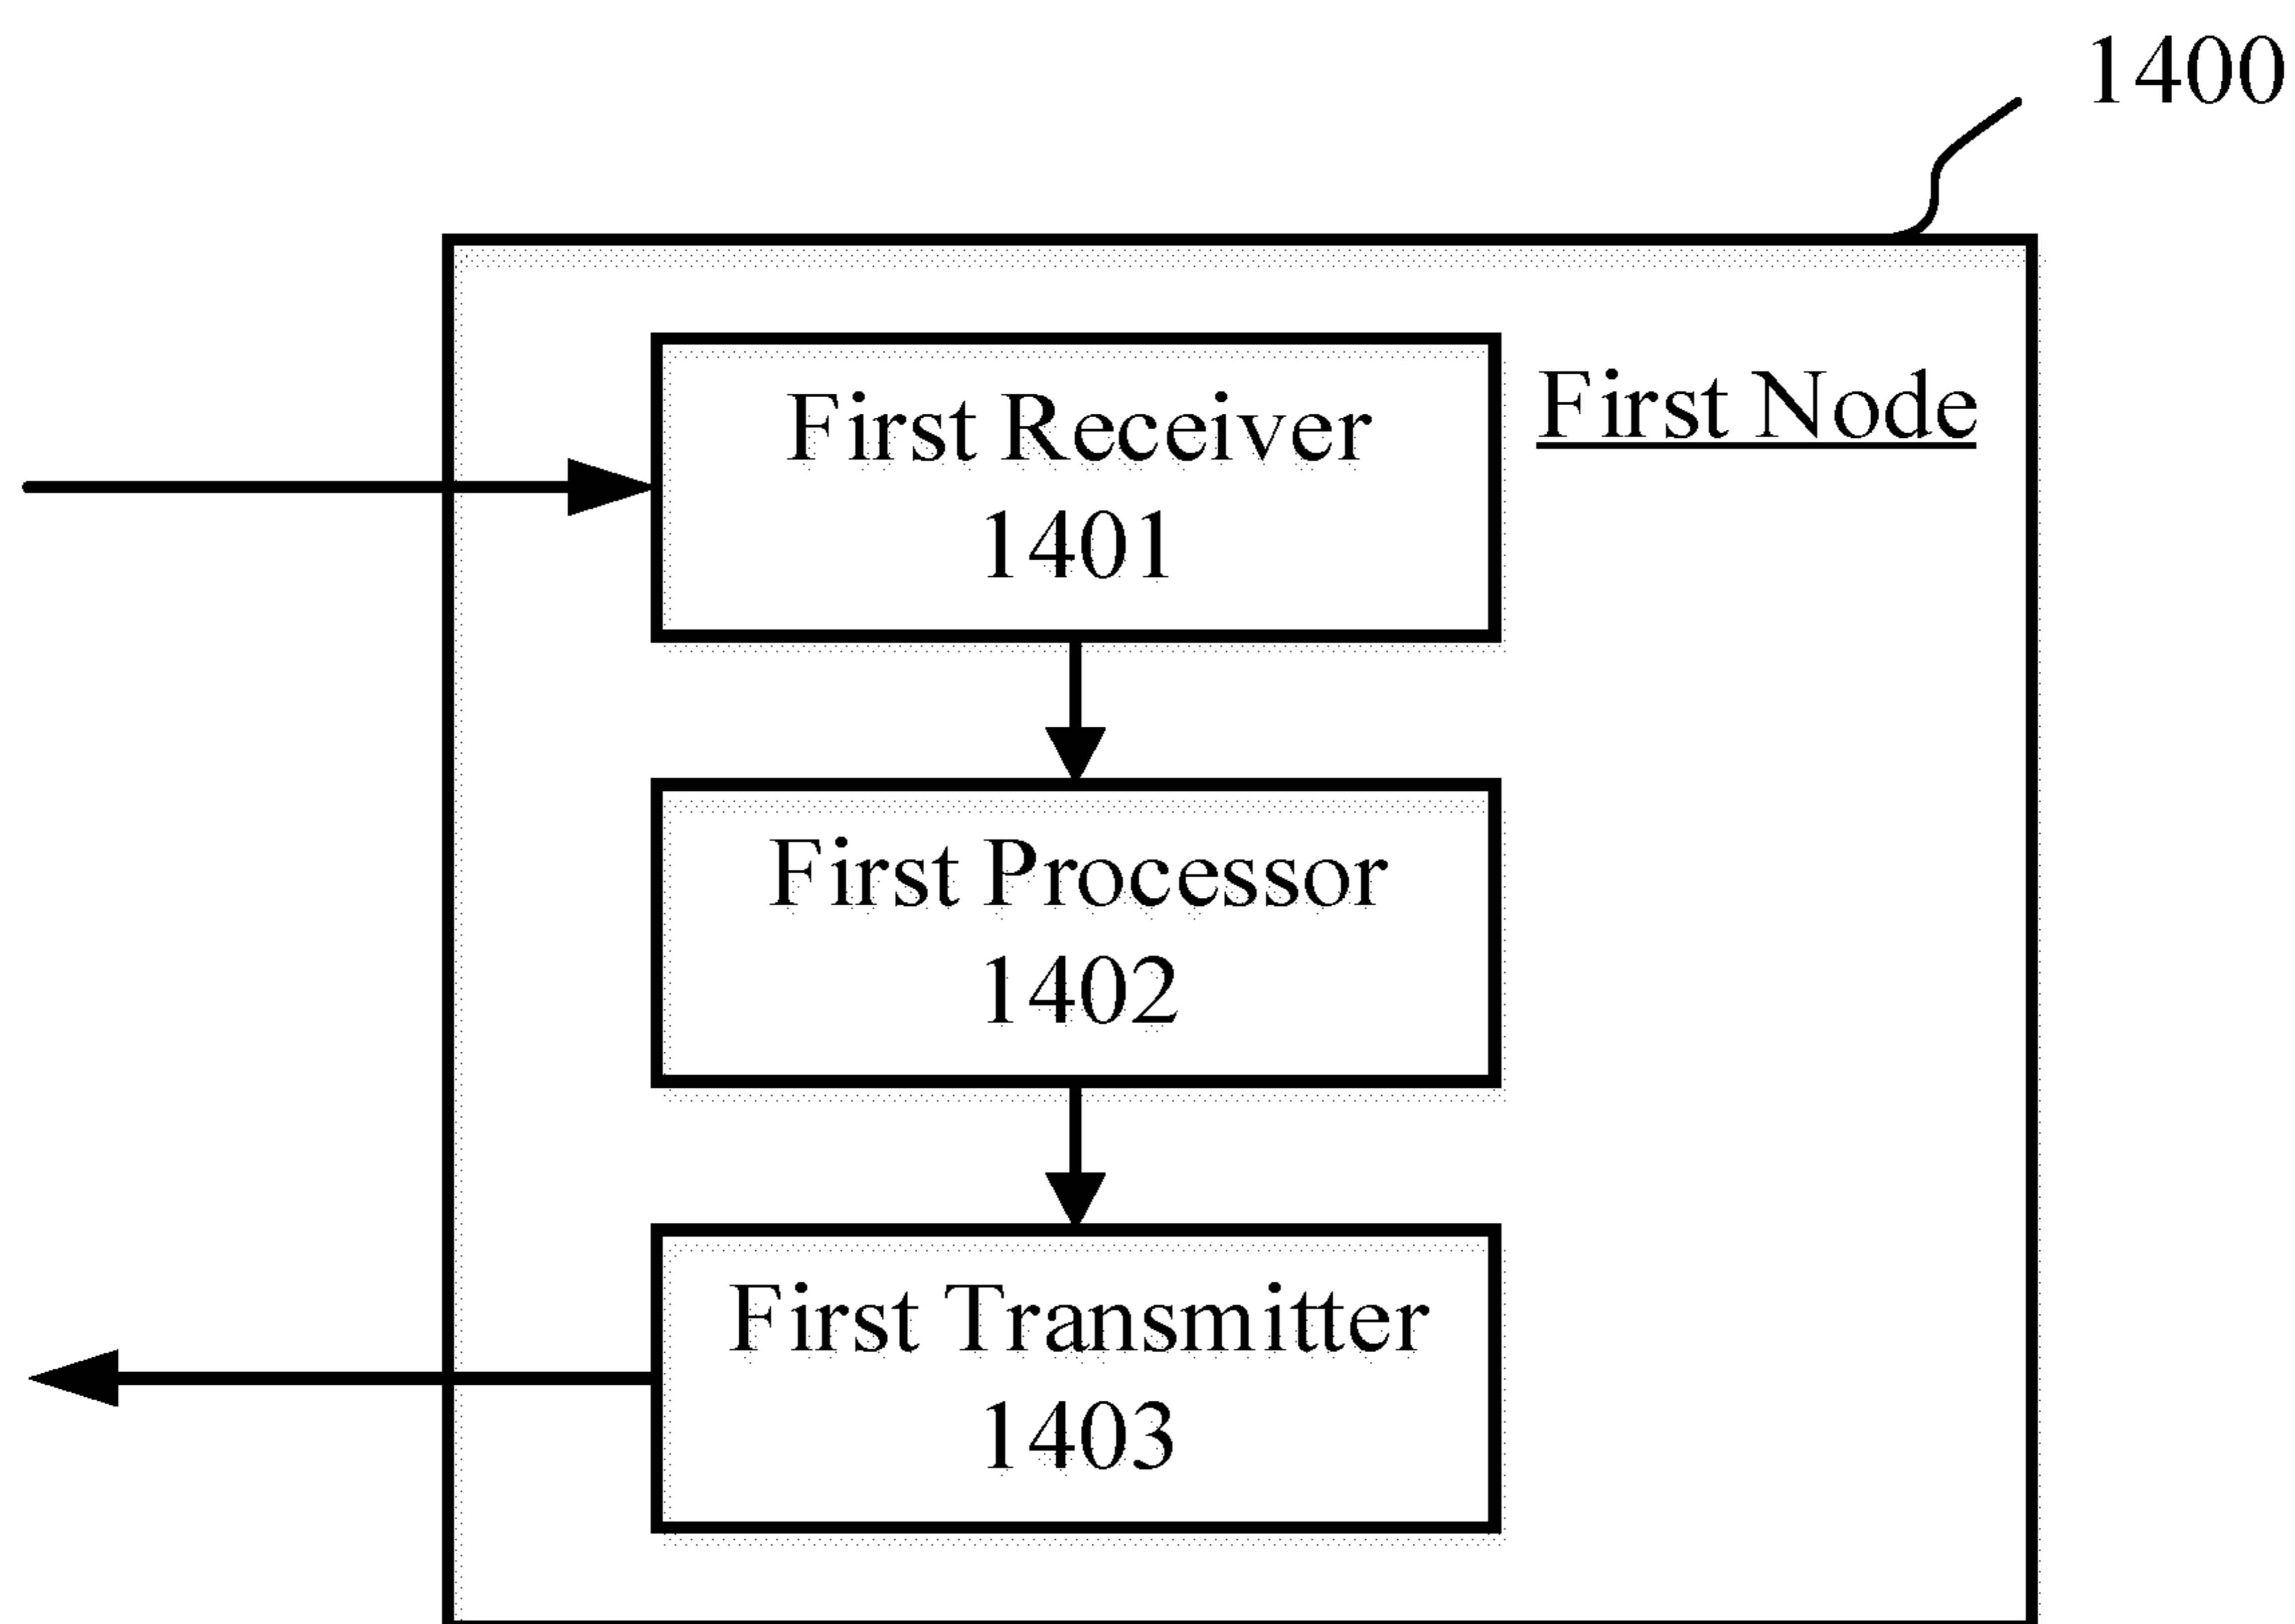 1400
First Node
First Receiver
1401
First Processor
1402
First Transmitter
1403